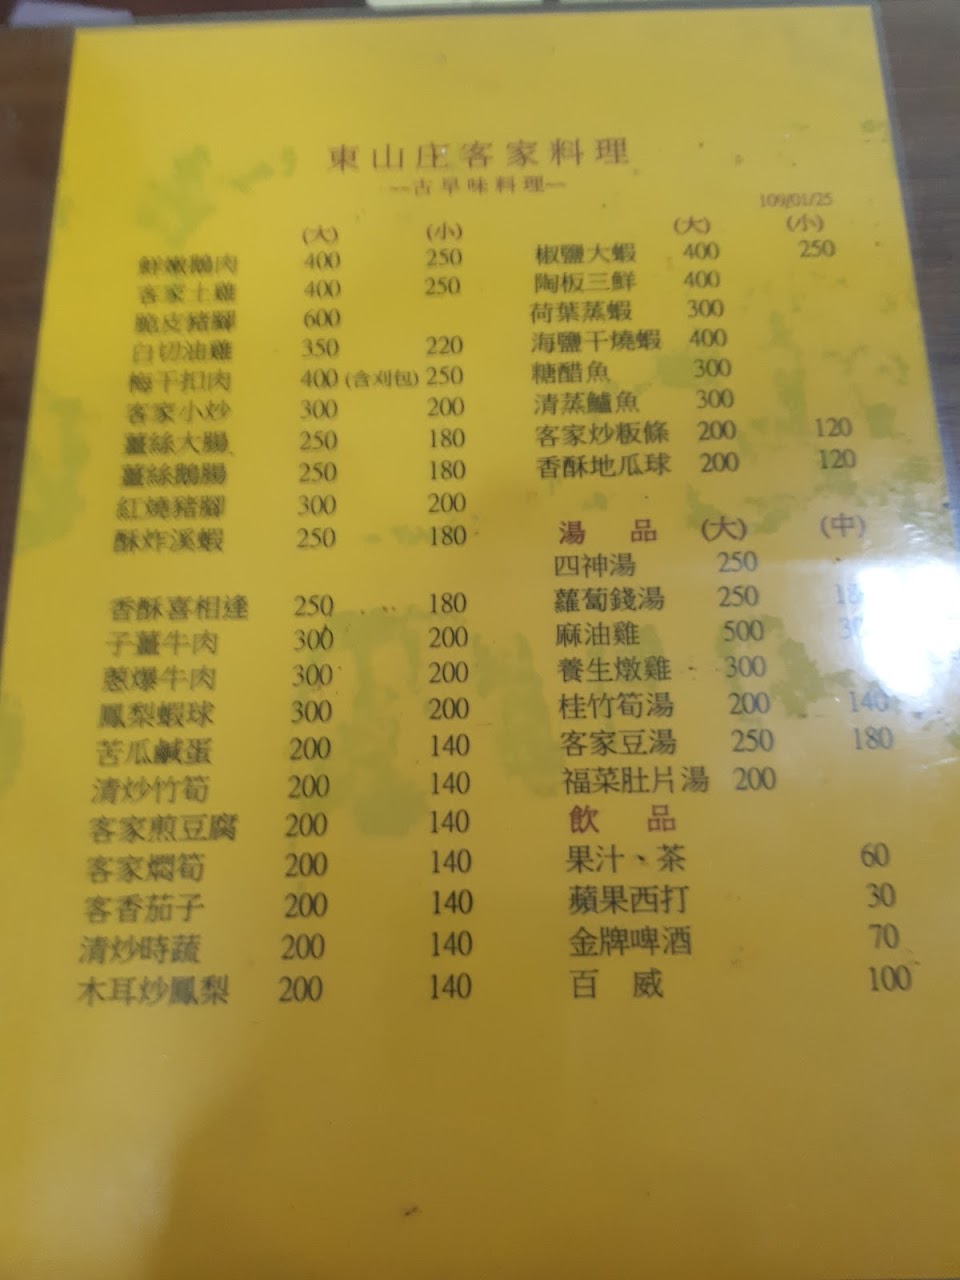 東山庄客家料理
~~古早味料理~~
109/01/25
(大) (小)
鮮嫩鵝肉 400 250
客家土雞 400 250
脆皮豬腳 600
白切油雞 350 220
梅干扣肉 400 (含刈包) 250
客家小炒 300 200
薑絲大腸 250 180
薑絲鵝腸 250 180
紅燒豬腳 300 200
酥炸溪蝦 250 180
香酥喜相逢 250 180
子薑牛肉 300 200
蔥爆牛肉 300 200
鳳梨蝦球 300 200
苦瓜鹹蛋 200 140
清炒竹筍 200 140
客家煎豆腐 200 140
客家燜筍 200 140
客香茄子 200 140
清炒時蔬 200 140
木耳炒鳳梨 200 140
(大) (小)
椒鹽大蝦 400 250
陶板三鮮 400
荷葉蒸蝦 300
海鹽干燒蝦 400
糖醋魚 300
清蒸鱸魚 300
客家炒粄條 200 120
香酥地瓜球 200 120
湯 品 (大) (中)
四神湯 250
蘿蔔錢湯 250
麻油雞 500
養生燉雞 300
桂竹筍湯 200 140
客家豆湯 250 180
福菜肚片湯 200
飲 品
果汁、茶 60
蘋果西打 30
金牌啤酒 70
百 威 100